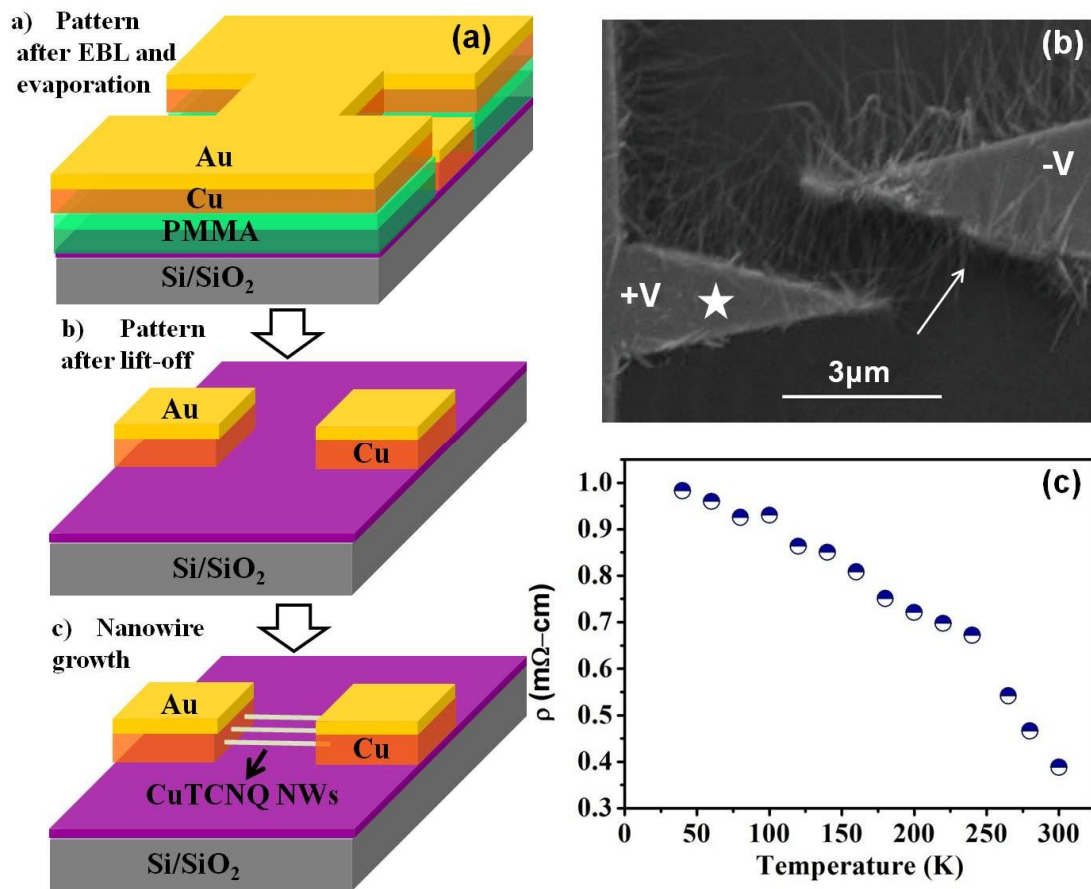 a) Pattern
after EBL and
evaporation
(a)
Au
Cu
PMMA
Si/SiO₂
b) Pattern
after lift-off
Au
Cu
Si/SiO₂
c) Nanowire
growth
Au
Cu
CuTCNQ NWs
Si/SiO₂
(b)
-V
+V
3μm
(c)
1.0
0.9
0.8
0.7
0.6
0.5
0.4
0.3
ρ (mΩ−cm)
0 50 100 150 200 250 300
Temperature (K)